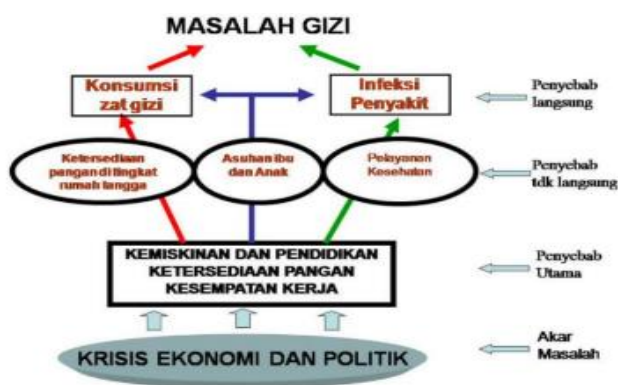 MASALAH GIZI
Konsumsi
zat gizi
Infeksi
Penyakit
Penyebab
langsung
Ketersediaan
pangan di tingkat
rumah tangga
Asuhan Ibu
dan Anak
Pelayanan
Kesehatan
Penyebab
tdk langsung
KEMISKINAN DAN PENDIDIKAN
KETERSEDIAAN PANGAN
KESEMPATAN KERJA
Penyebab
Utama
KRISIS EKONOMI DAN POLITIK
Akar
Masalah